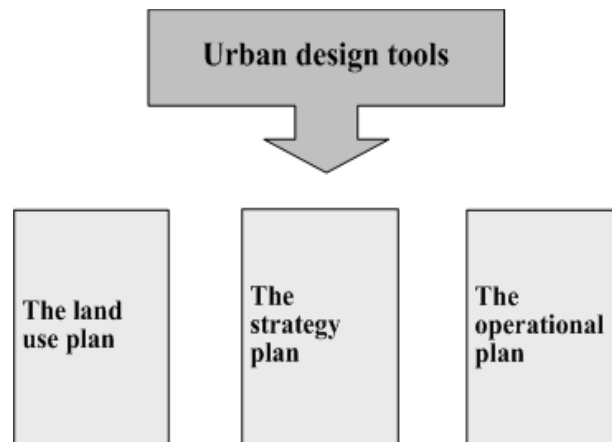 Urban design tools
The land
use plan
The
strategy
plan
The
operational
plan